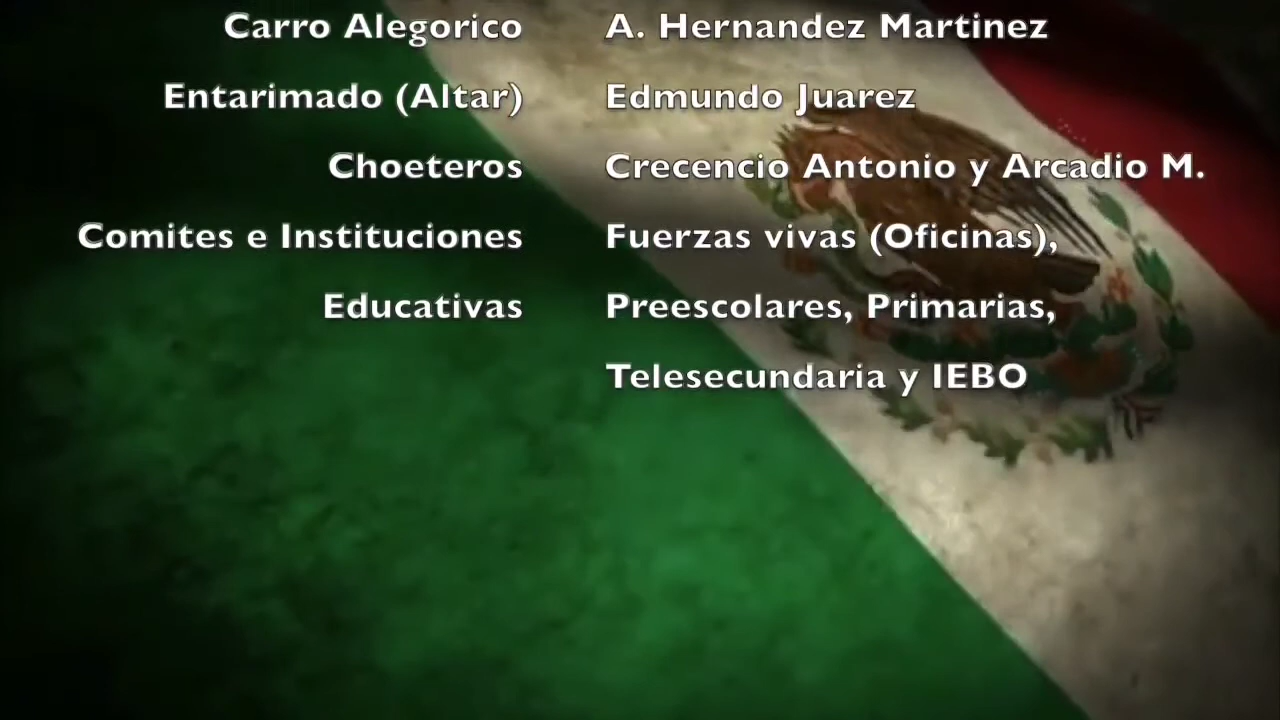 Carro Alegorico A. Hernandez Martinez
Entarimado (Altar) Edmundo Juarez
Choeteros Crecencio Antonio y Arcadio M.
Comites e Instituciones Fuerzas vivas (Oficinas),
Educativas Preescolares, Primarias,
Telesecundaria y IEBO